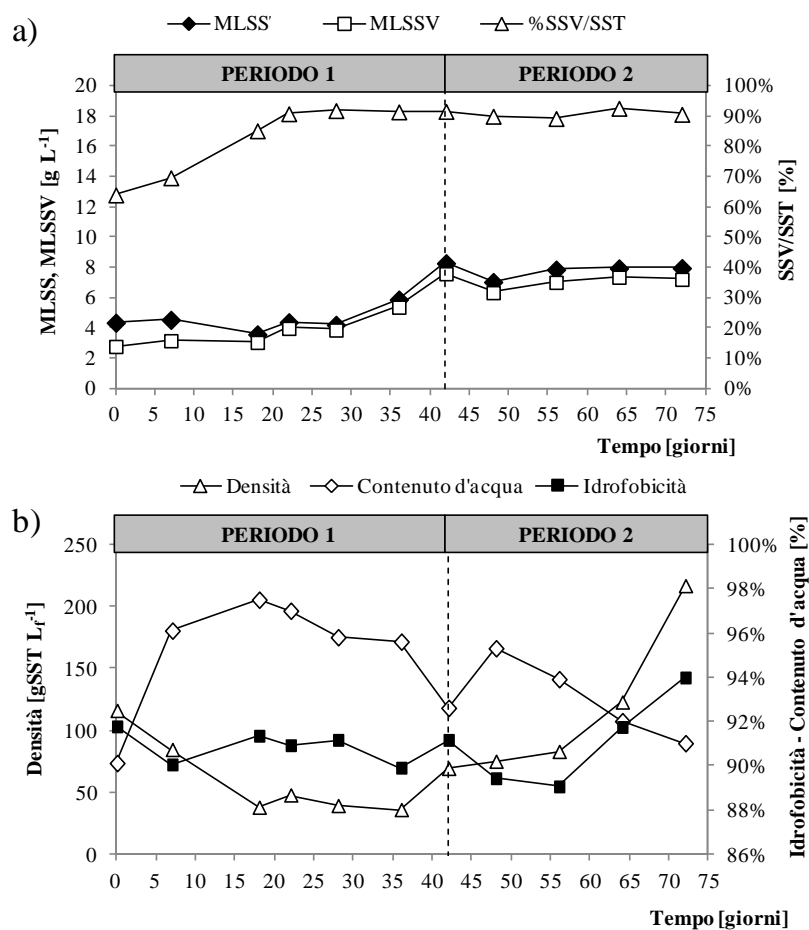 a)
MLSS' MLSSV %SSV/SST
PERIODO 1 PERIODO 2
MLSS, MLSSV [g L-1]
20
18
16
14
12
10
8
6
4
2
0
100%
90%
80%
70%
60%
50%
40%
30%
20%
10%
0%
SSV/SST [%]
0 5 10 15 20 25 30 35 40 45 50 55 60 65 70 75
Tempo [giorni]
b)
Densità Contenuto d'acqua Idrofobicità
PERIODO 1 PERIODO 2
Densità [gSST Lf-1]
250
200
150
100
50
0
100%
98%
96%
94%
92%
90%
88%
86%
Idrofobicità - Contenuto d'acqua [%]
0 5 10 15 20 25 30 35 40 45 50 55 60 65 70 75
Tempo [giorni]